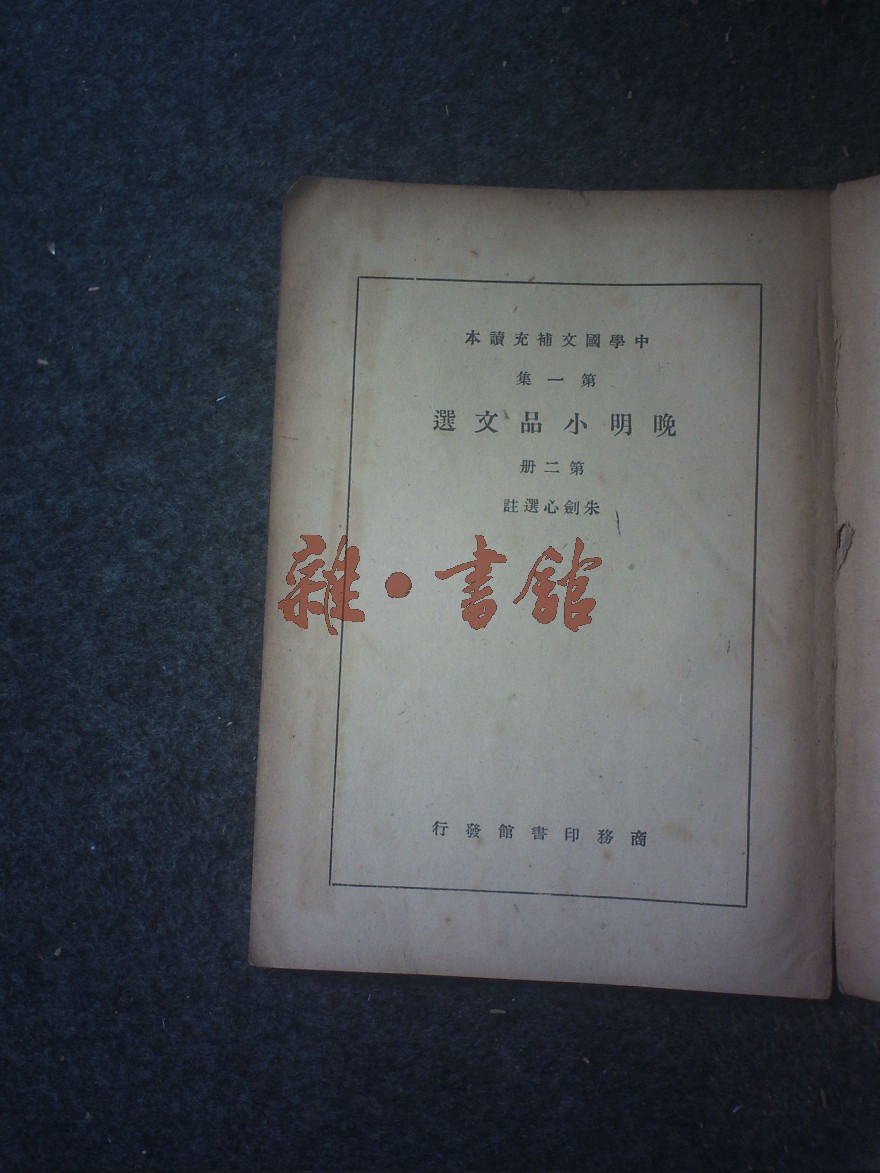 中學國文補充讀本
第一集
晚明小品文選
第二册
朱劍心選註
雜·書館
商務印書館發行